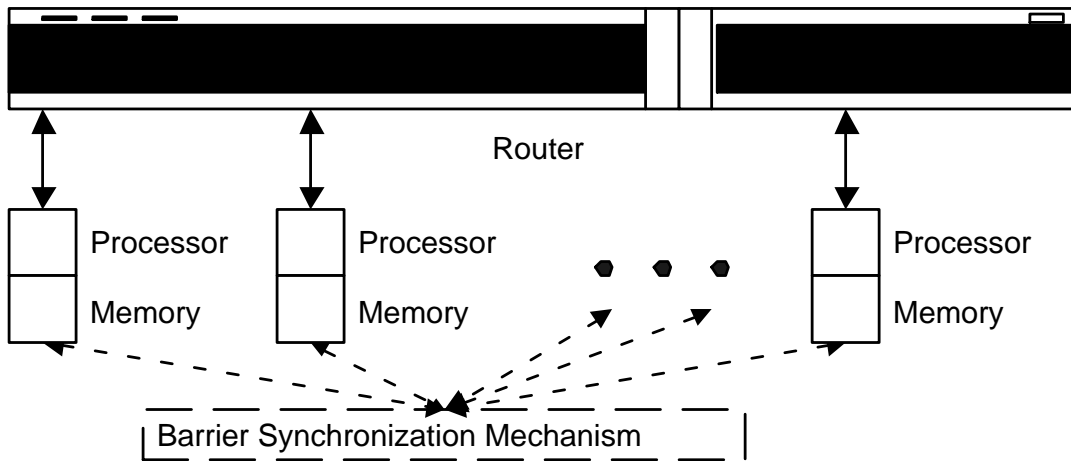 Router
Processor
Processor
Processor
Memory
Memory
Memory
Barrier Synchronization Mechanism